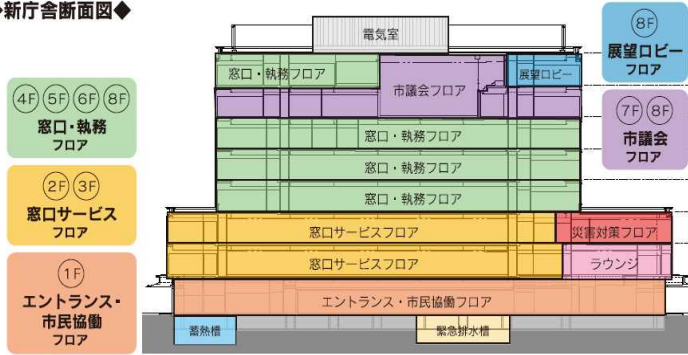 ◆新庁舎断面図◆
4F 5F 6F 8F
窓口・執務
フロア
2F 3F
窓口サービス
フロア
1F
エントランス・
市民協働
フロア
電気室
窓口・執務フロア
市議会フロア
展望ロビー
窓口・執務フロア
窓口・執務フロア
窓口・執務フロア
窓口サービスフロア
災害対策フロア
窓口サービスフロア
ラウンジ
エントランス・市民協働フロア
蓄熱槽
緊急排水槽
8F
展望ロビー
フロア
7F 8F
市議会
フロア